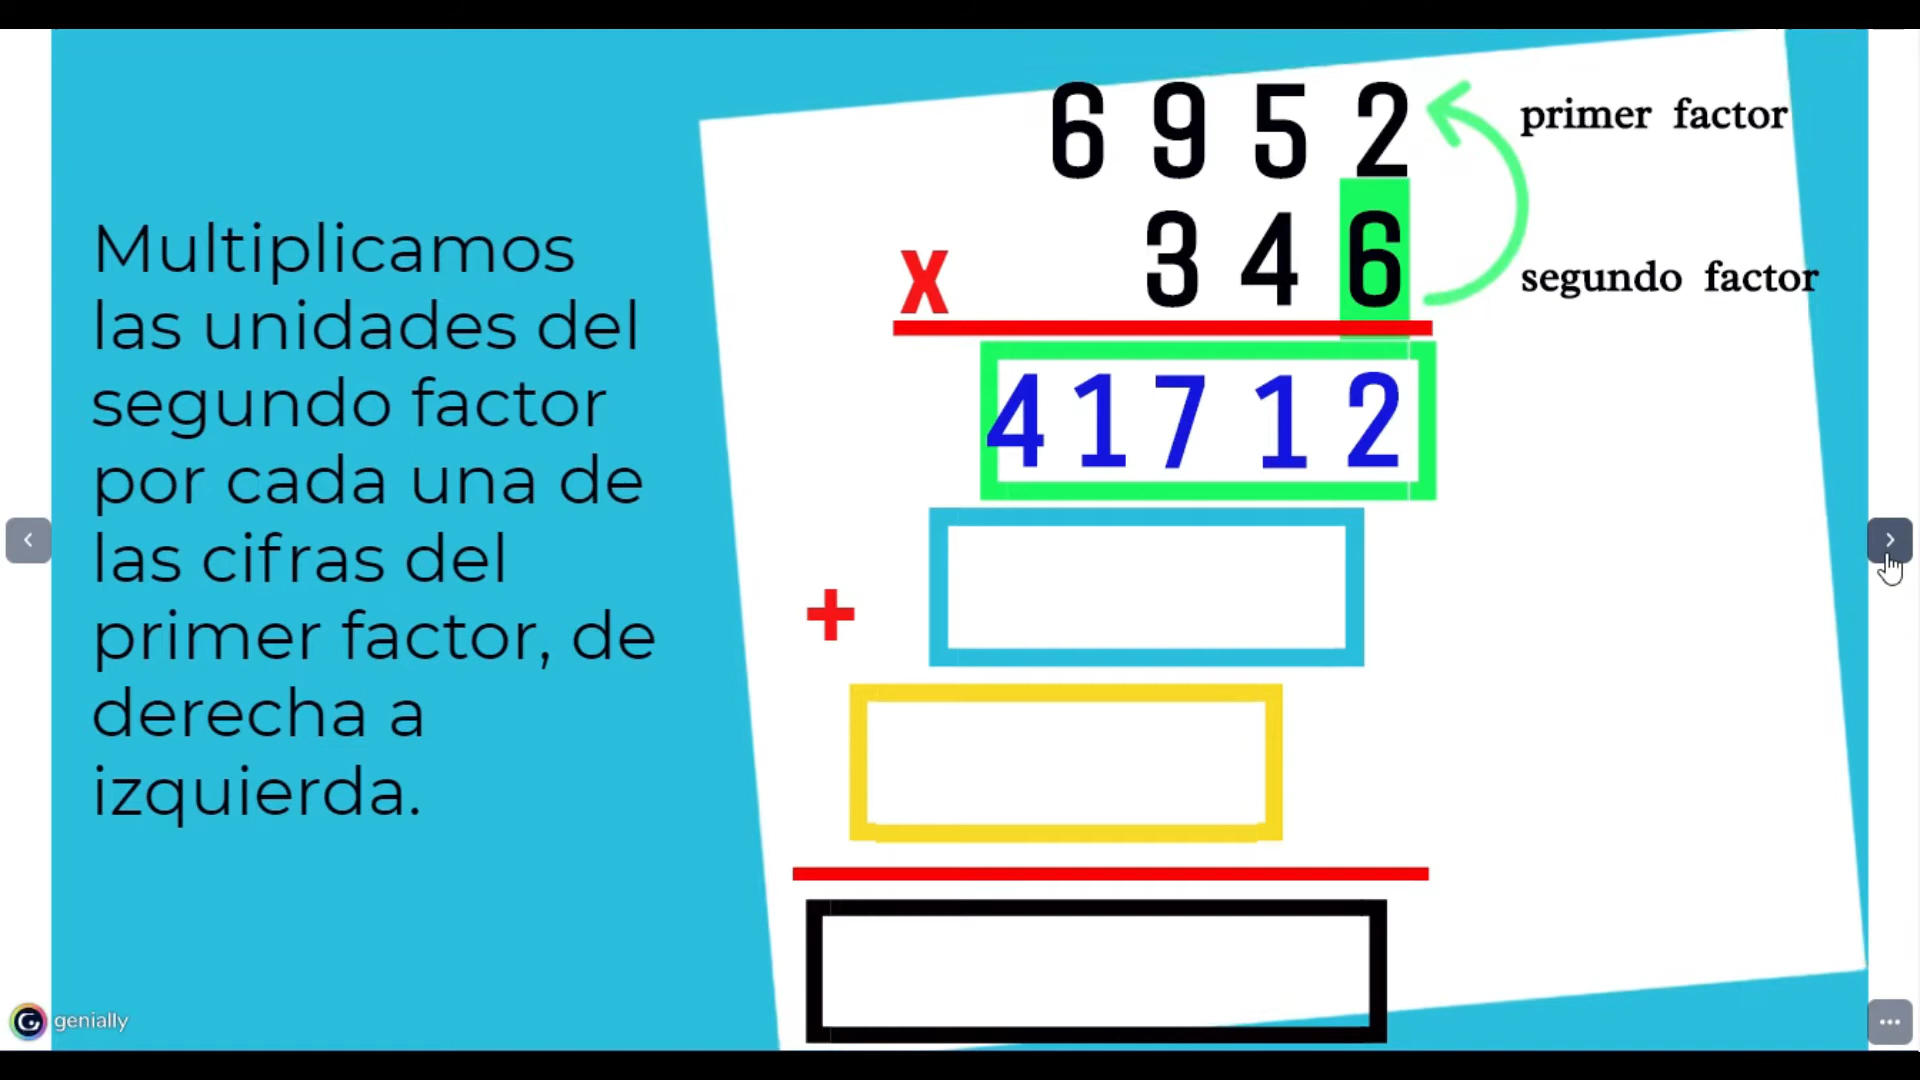 Multiplicamos
las unidades del
segundo factor
por cada una de
las cifras del
primer factor, de
derecha a
izquierda.
6 9 5 2
primer factor
x 3 4 6
segundo factor
4 1 7 1 2
+
genially